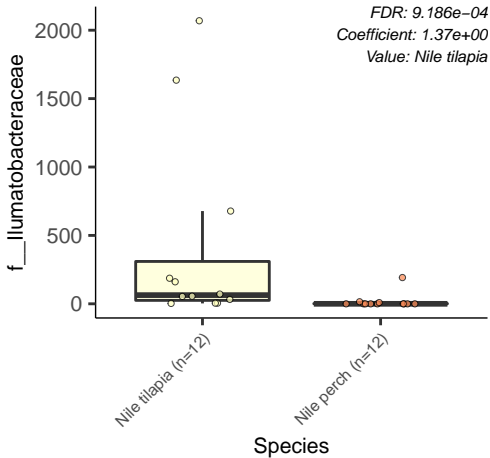 FDR: 9.186e−04
Coefficient: 1.37e+00
Value: Nile tilapia
2000
1500
1000
500
0
f__Ilumatobacteraceae
Nile tilapia (n=12)
Nile perch (n=12)
Species